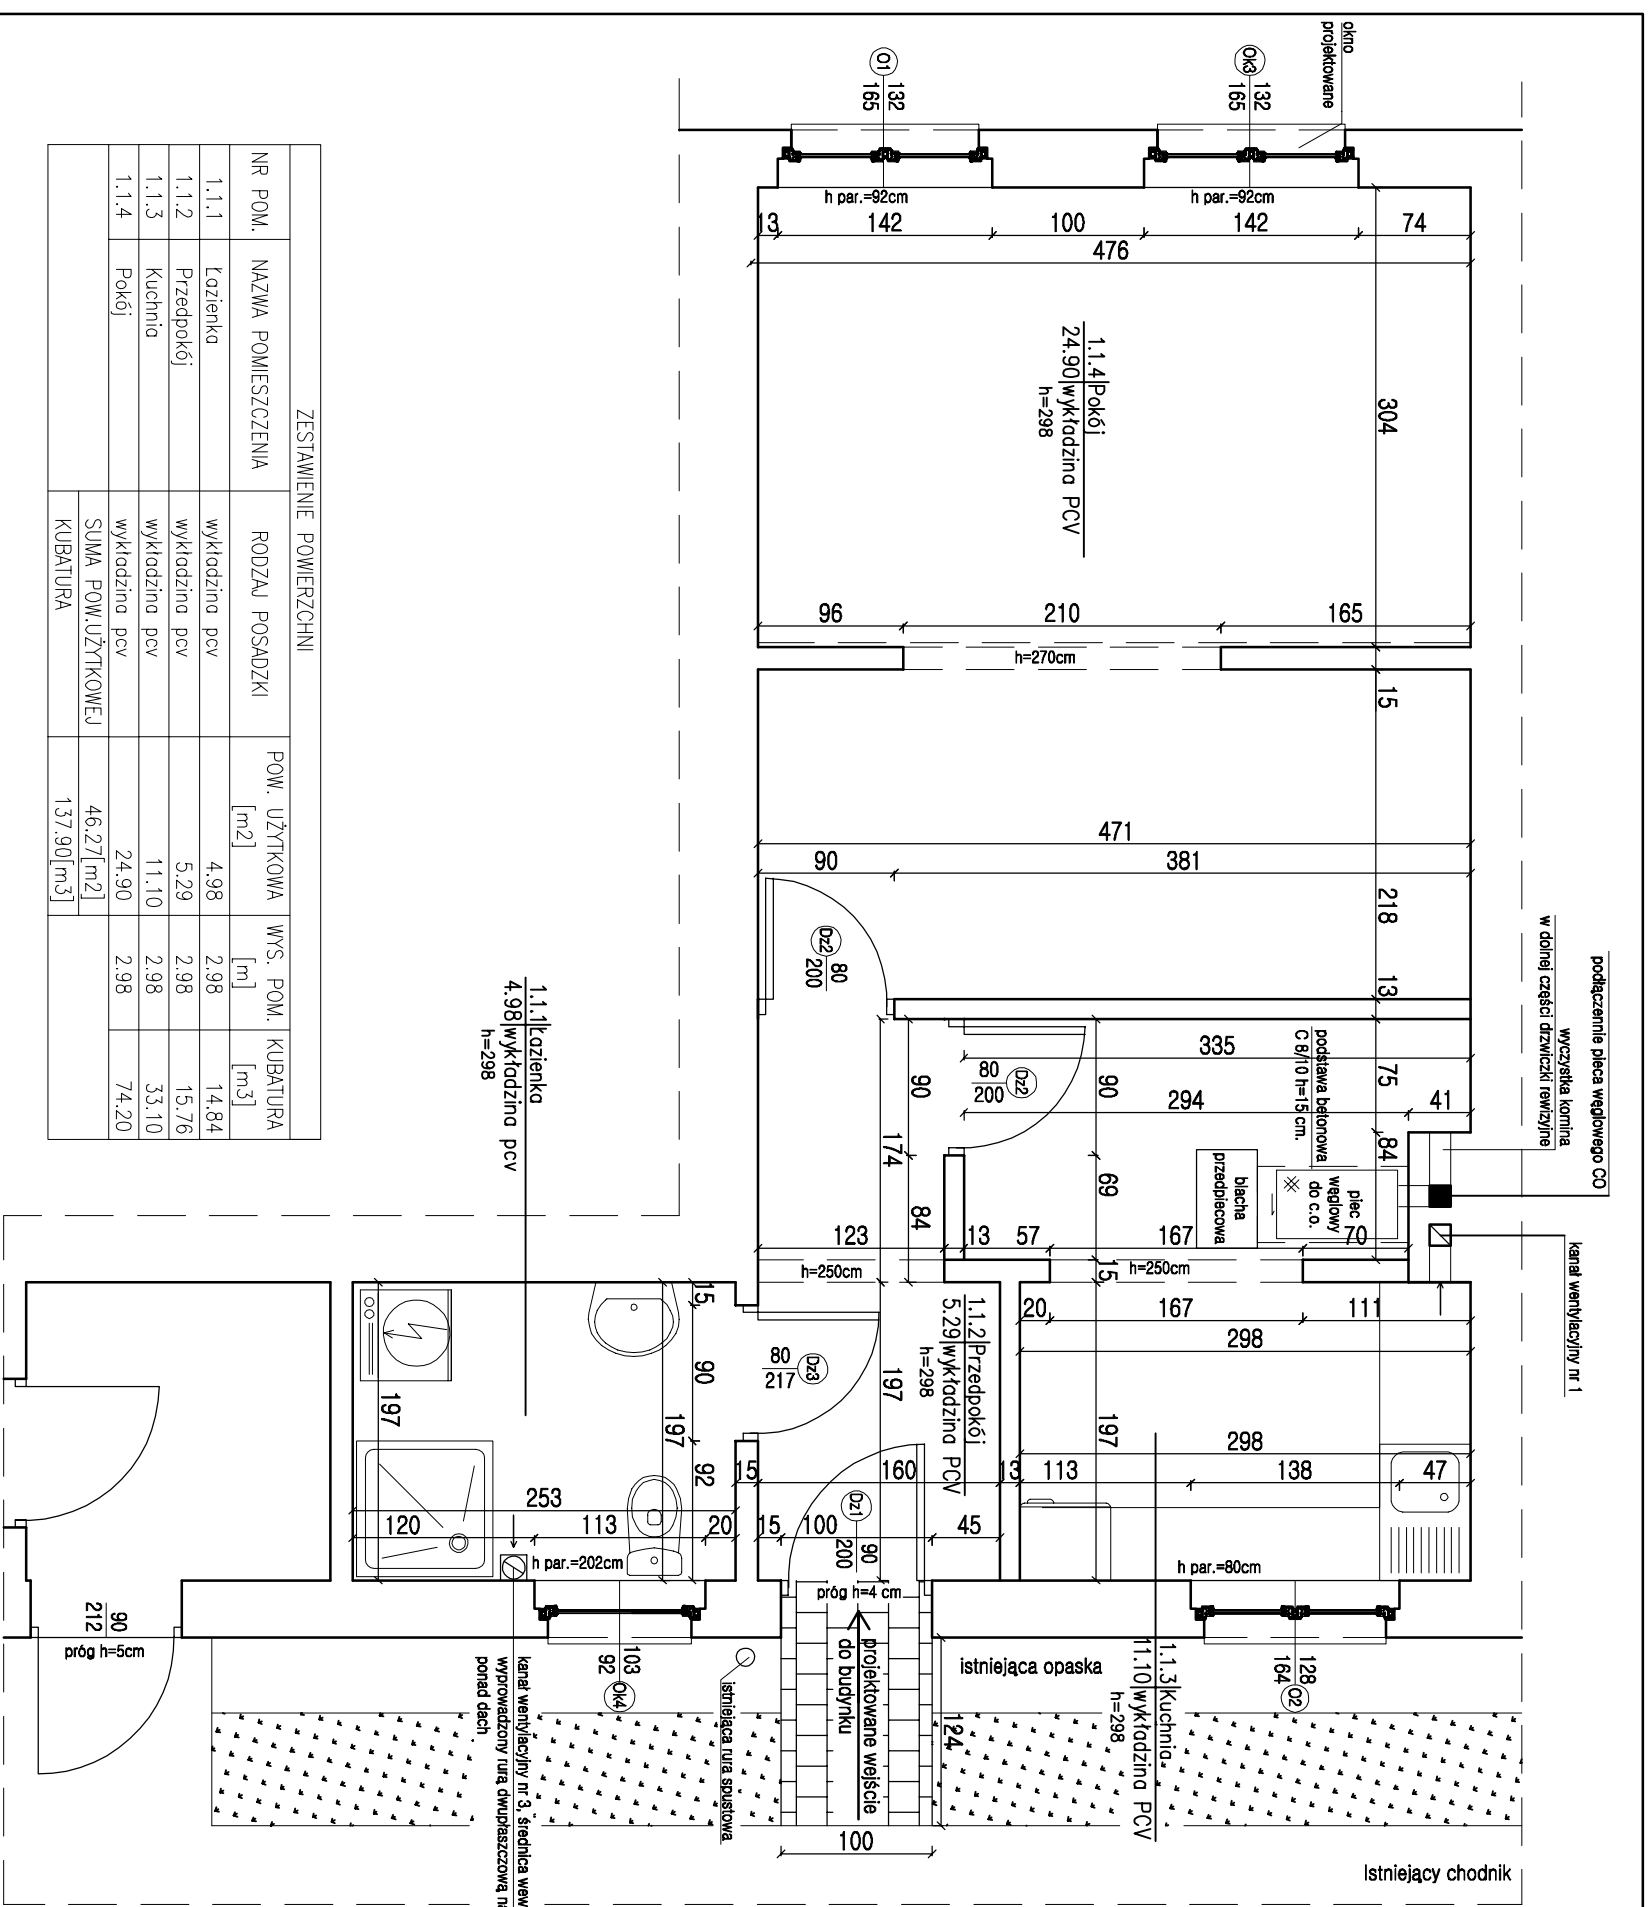 okno
projektowane
Ok3
132
165
O1
132
165
h par.=92cm
h par.=92cm
13
142
100
142
74
476
304
1.1.4 Pokój
24.90 wykładzina PCV
h=298
96
210
165
h=270cm
15
471
90
381
218
13
Dz2
80
200
podłączennie pieca węglowego CO
wyczystka komina
w dolnej części drzwiczki rewizyjne
kanał wentylacyjny nr 1
335
75
294
41
84
podstawa betonowa
C 8/10 h=15 cm.
piec
węglowy
do c.o.
blacha
przedpiecowa
Dz2
80
200
90
90
174
69
84
123
13
57
167
70
h=250cm
h=250cm
15
20
167
111
298
1.1.2 Przedpokój
5.29 wykładzina PCV
h=298
197
197
298
113
138
47
15
160
13
Dz3
80
217
15
90
92
197
197
253
120
113
20
15
100
45
Dz1
90
200
próg h=4 cm
h par.=202cm
h par.=80cm
1.1.1 Łazienka
4.98 wykładzina pcv
h=298
1.1.3 Kuchnia
11.10 wykładzina PCV
h=298
128
164
O2
103
92
Ok4
90
212
próg h=5cm
istniejąca opaska
projektowane wejście
do budynku
124
100
istniejąca rura spustowa
kanał wentylacyjny nr 3, średnica wew
wyprowadzony rurą dwupłaszczową na
ponad dach
Istniejący chodnik
ZESTAWIENIE POWIERZCHNI
NR POM. NAZWA POMIESZCZENIA RODZAJ POSADZKI POW. UŻYTKOWA [m2] WYS. POM. [m] KUBATURA [m3]
1.1.1 Łazienka wykładzina pcv 4.98 2.98 14.84
1.1.2 Przedpokój wykładzina pcv 5.29 2.98 15.76
1.1.3 Kuchnia wykładzina pcv 11.10 2.98 33.10
1.1.4 Pokój wykładzina pcv 24.90 2.98 74.20
SUMA POW.UŻYTKOWEJ 46.27[m2]
KUBATURA 137.90[m3]